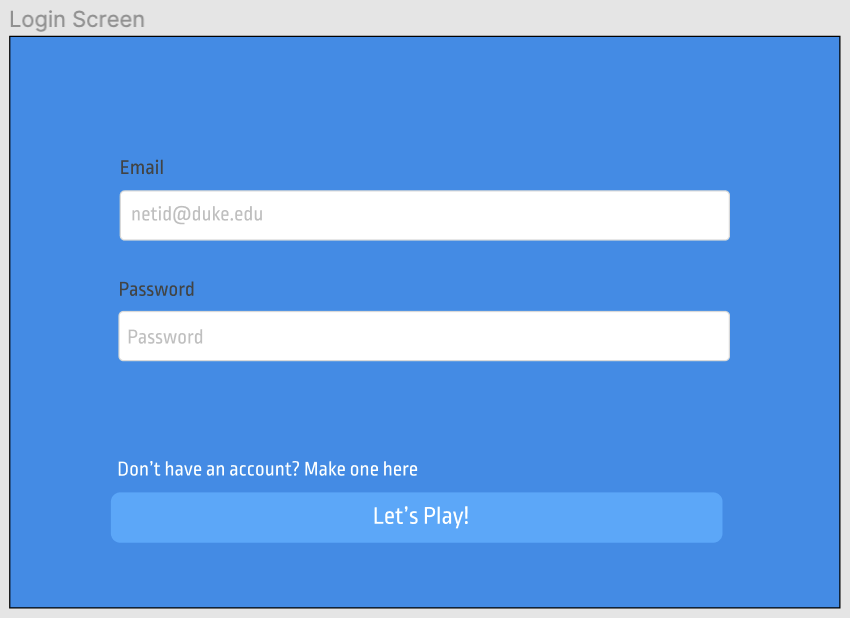 Login Screen
Email
netid@duke.edu
Password
Password
Don't have an account? Make one here
Let's Play!